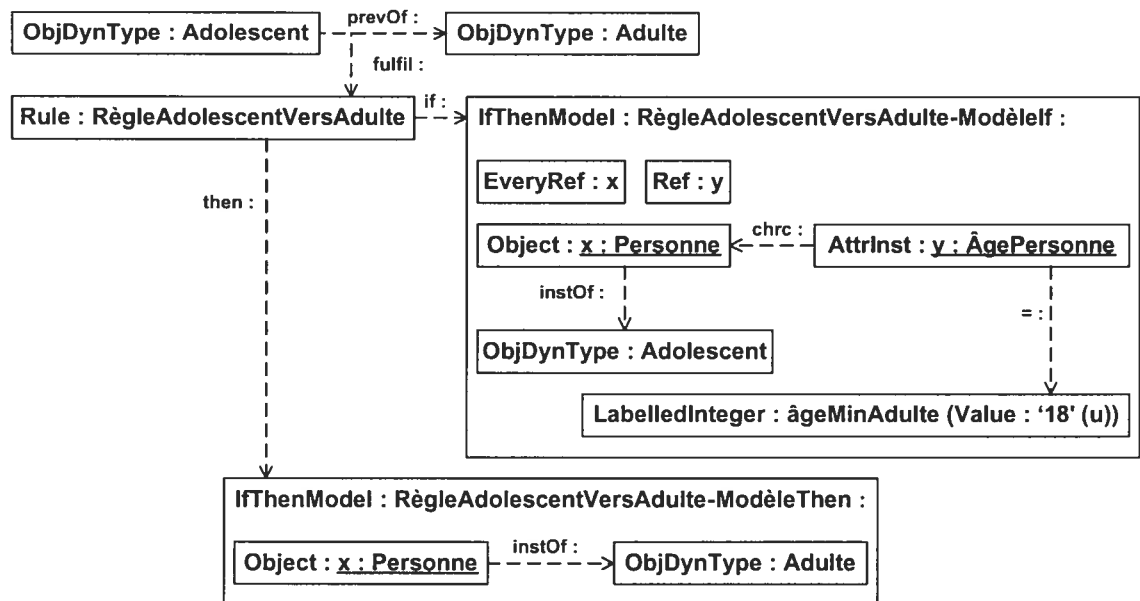 ObjDynType : Adolescent
prevOf :
ObjDynType : Adulte
fulfil :
Rule : RègleAdolescentVersAdulte
if :
IfThenModel : RègleAdolescentVersAdulte-ModèleIf :
EveryRef : x
Ref : y
then :
Object : x : Personne
chrc :
AttrInst : y : ÂgePersonne
instOf :
= :
ObjDynType : Adolescent
LabelledInteger : âgeMinAdulte (Value : ‘18’ (u))
IfThenModel : RègleAdolescentVersAdulte-ModèleThen :
Object : x : Personne
instOf :
ObjDynType : Adulte